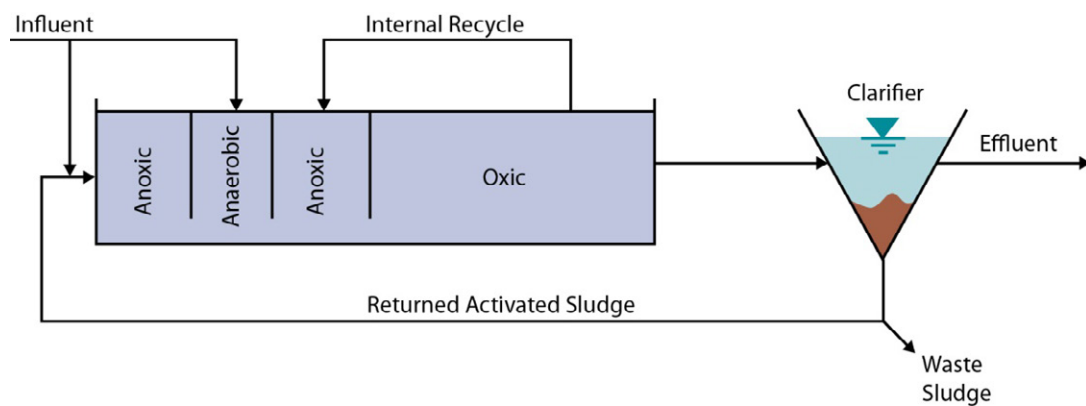 Influent
Internal Recycle
Clarifier
Effluent
Anoxic
Anaerobic
Anoxic
Oxic
Returned Activated Sludge
Waste
Sludge